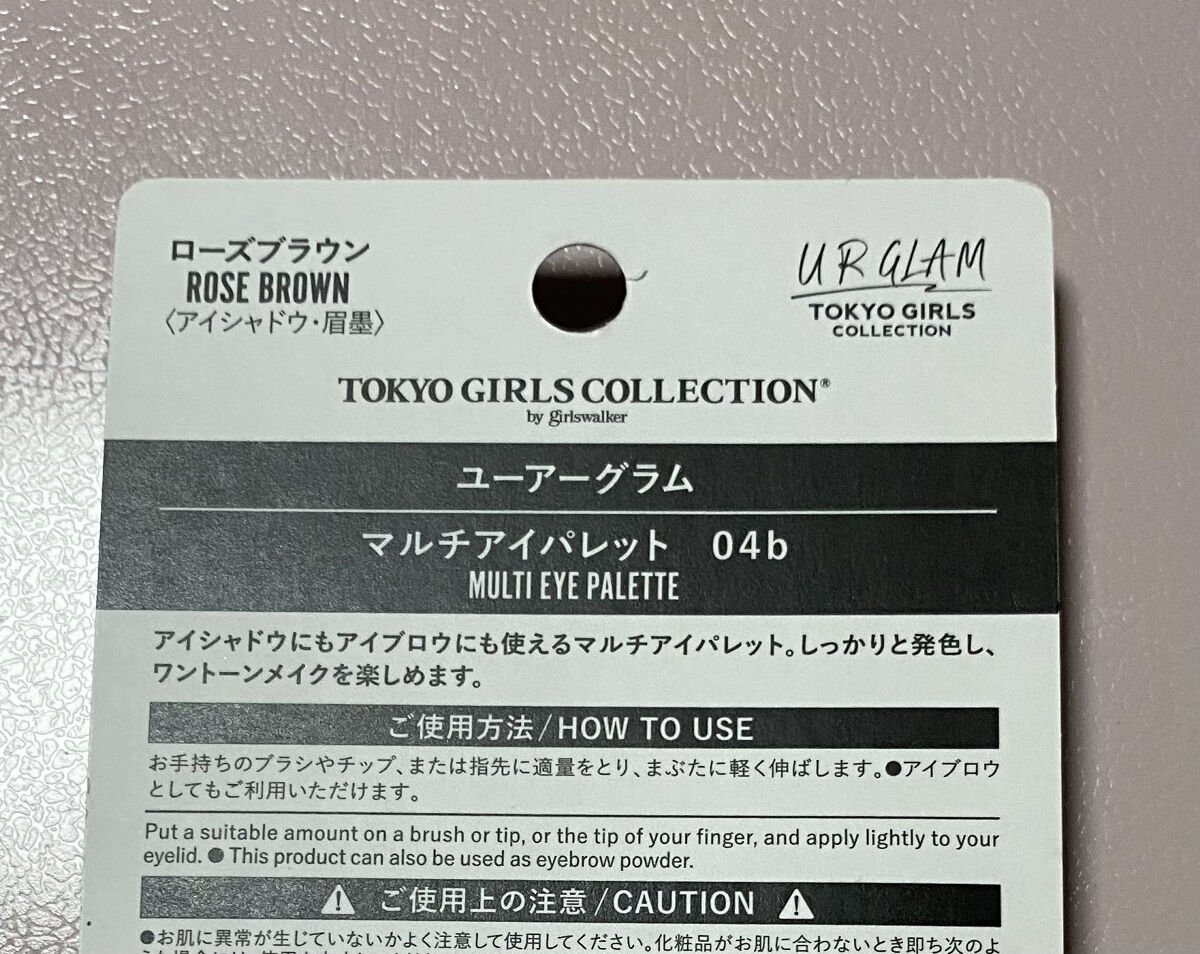 ローズブラウン
ROSE BROWN
〈アイシャドウ・眉墨〉
UR GLAM
TOKYO GIRLS
COLLECTION
TOKYO GIRLS COLLECTION®
by girlswalker
ユーアーグラム
マルチアイパレット 04b
MULTI EYE PALETTE
アイシャドウにもアイブロウにも使えるマルチアイパレット。しっかりと発色し、
ワントーンメイクを楽しめます。
ご使用方法/HOW TO USE
お手持ちのブラシやチップ、または指先に適量をとり、まぶたに軽く伸ばします。●アイブロウ
としてもご利用いただけます。
Put a suitable amount on a brush or tip, or the tip of your finger, and apply lightly to your
eyelid. ● This product can also be used as eyebrow powder.
⚠ ご使用上の注意/CAUTION ⚠
●お肌に異常が生じていないかよく注意して使用してください。化粧品がお肌に合わないとき即ち次のよ